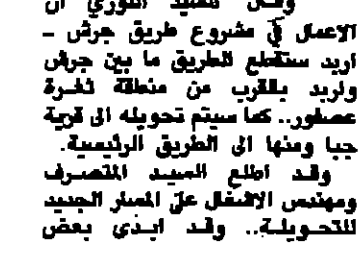 وقال السيد النوري ان
الاعمال في مشروع طريق جرش -
اربد ستقطع الطريق ما بين جرش
واربد بالقرب من منطقة ثغرة
عصفور.. كما سيتم تحويله الى قرية
جبا ومنها الى الطريق الرئيسية.
وقد اطلع السيد المتصرف
ومهندس الاشغال على المسار الجديد
للتحويلة.. وقد ابدى بعض